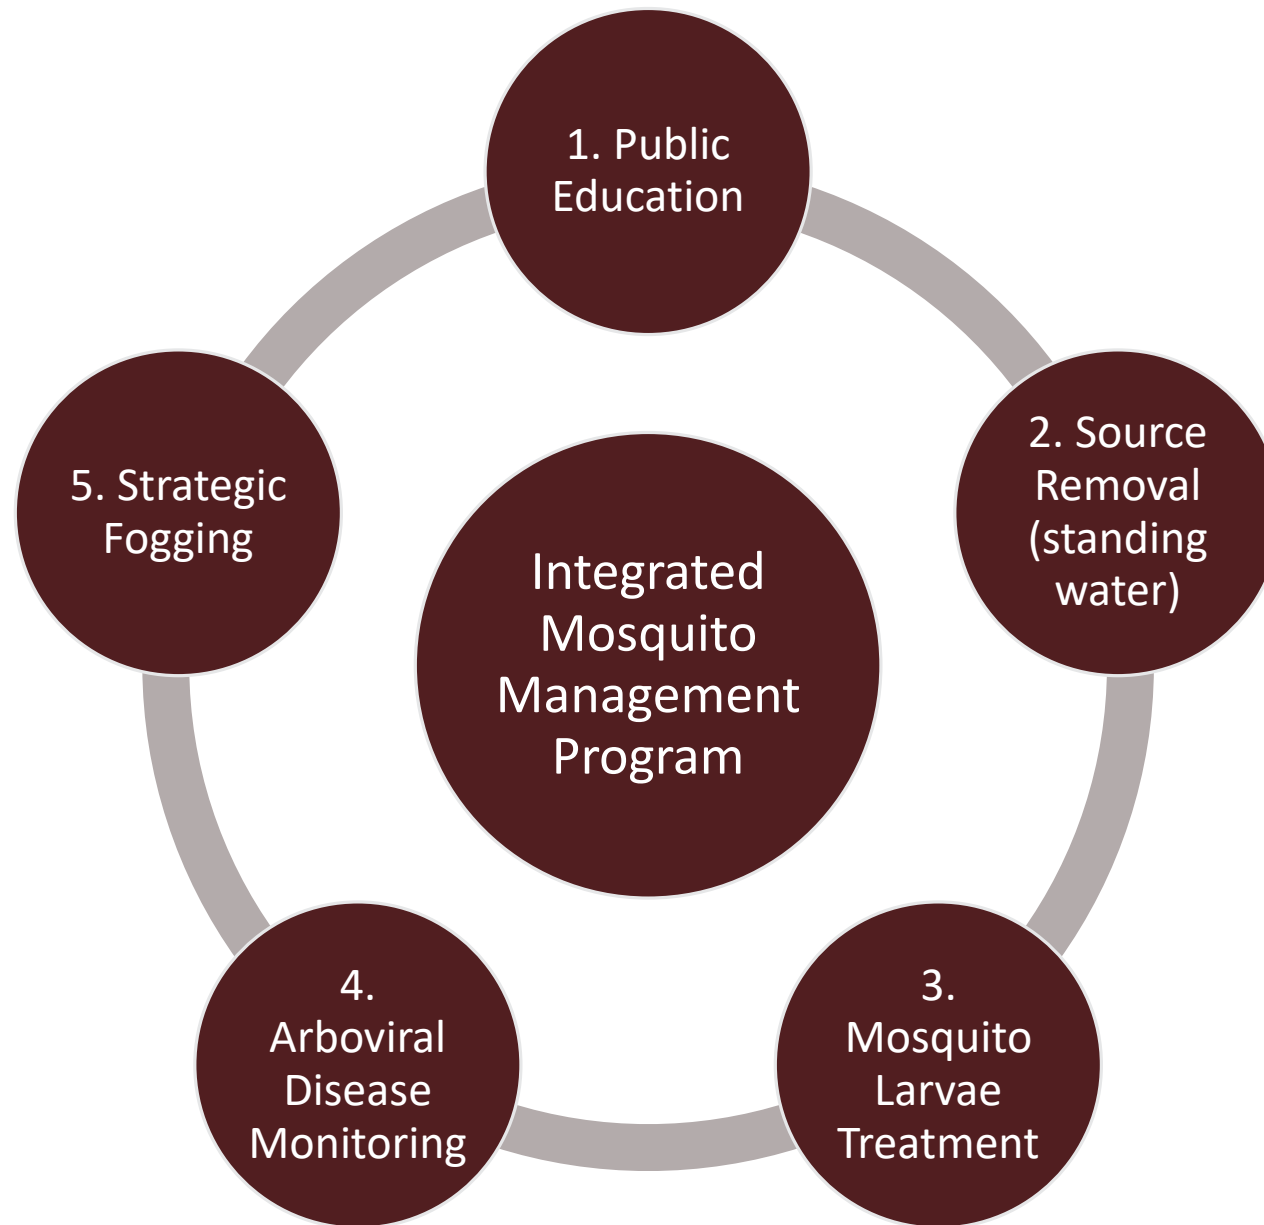 1. Public
Education
2. Source
Removal
(standing
water)
3.
Mosquito
Larvae
Treatment
4.
Arboviral
Disease
Monitoring
5. Strategic
Fogging
Integrated
Mosquito
Management
Program